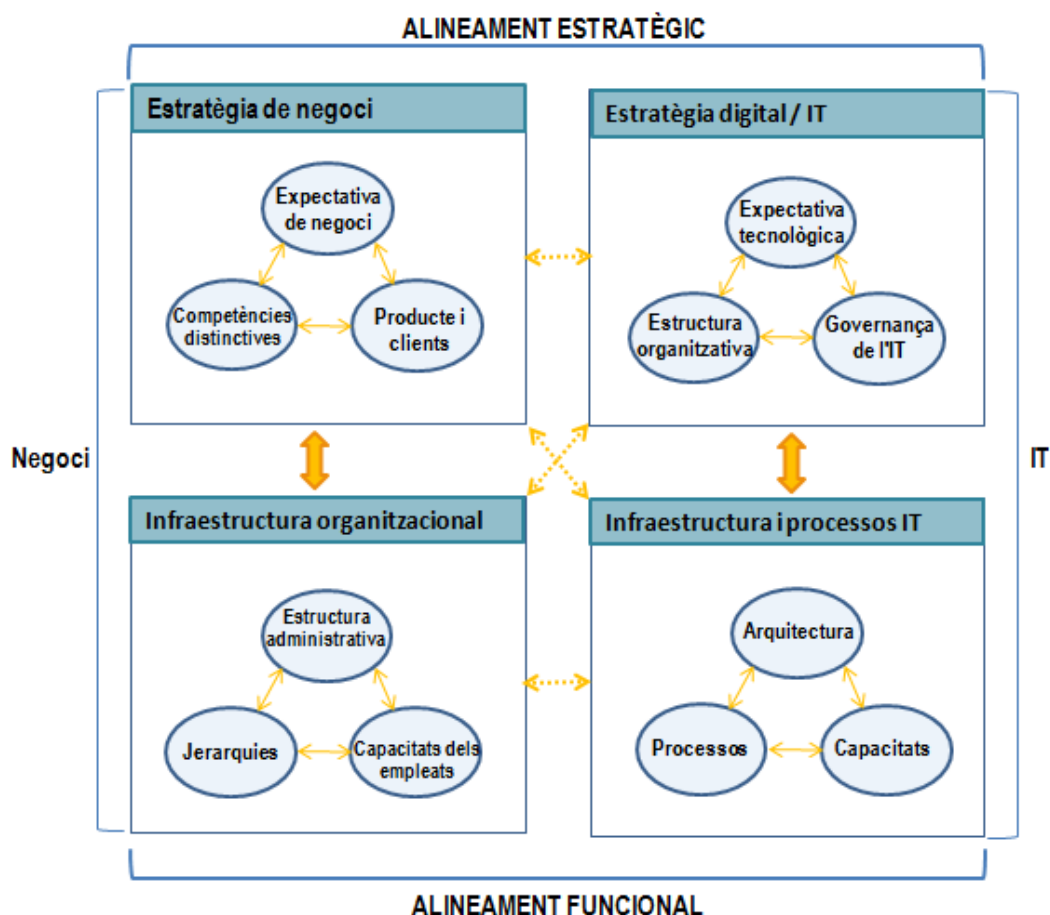 ALINEAMENT ESTRATÈGIC
Estratègia de negoci
Expectativa
de negoci
Competències
distinctives
Producte i
clients
Estratègia digital / IT
Expectativa
tecnològica
Estructura
organitzativa
Governança
de l'IT
Negoci
IT
Infraestructura organitzacional
Estructura
administrativa
Jerarquies
Capacitats dels
empleats
Infraestructura i processos IT
Arquitectura
Processos
Capacitats
ALINEAMENT FUNCIONAL